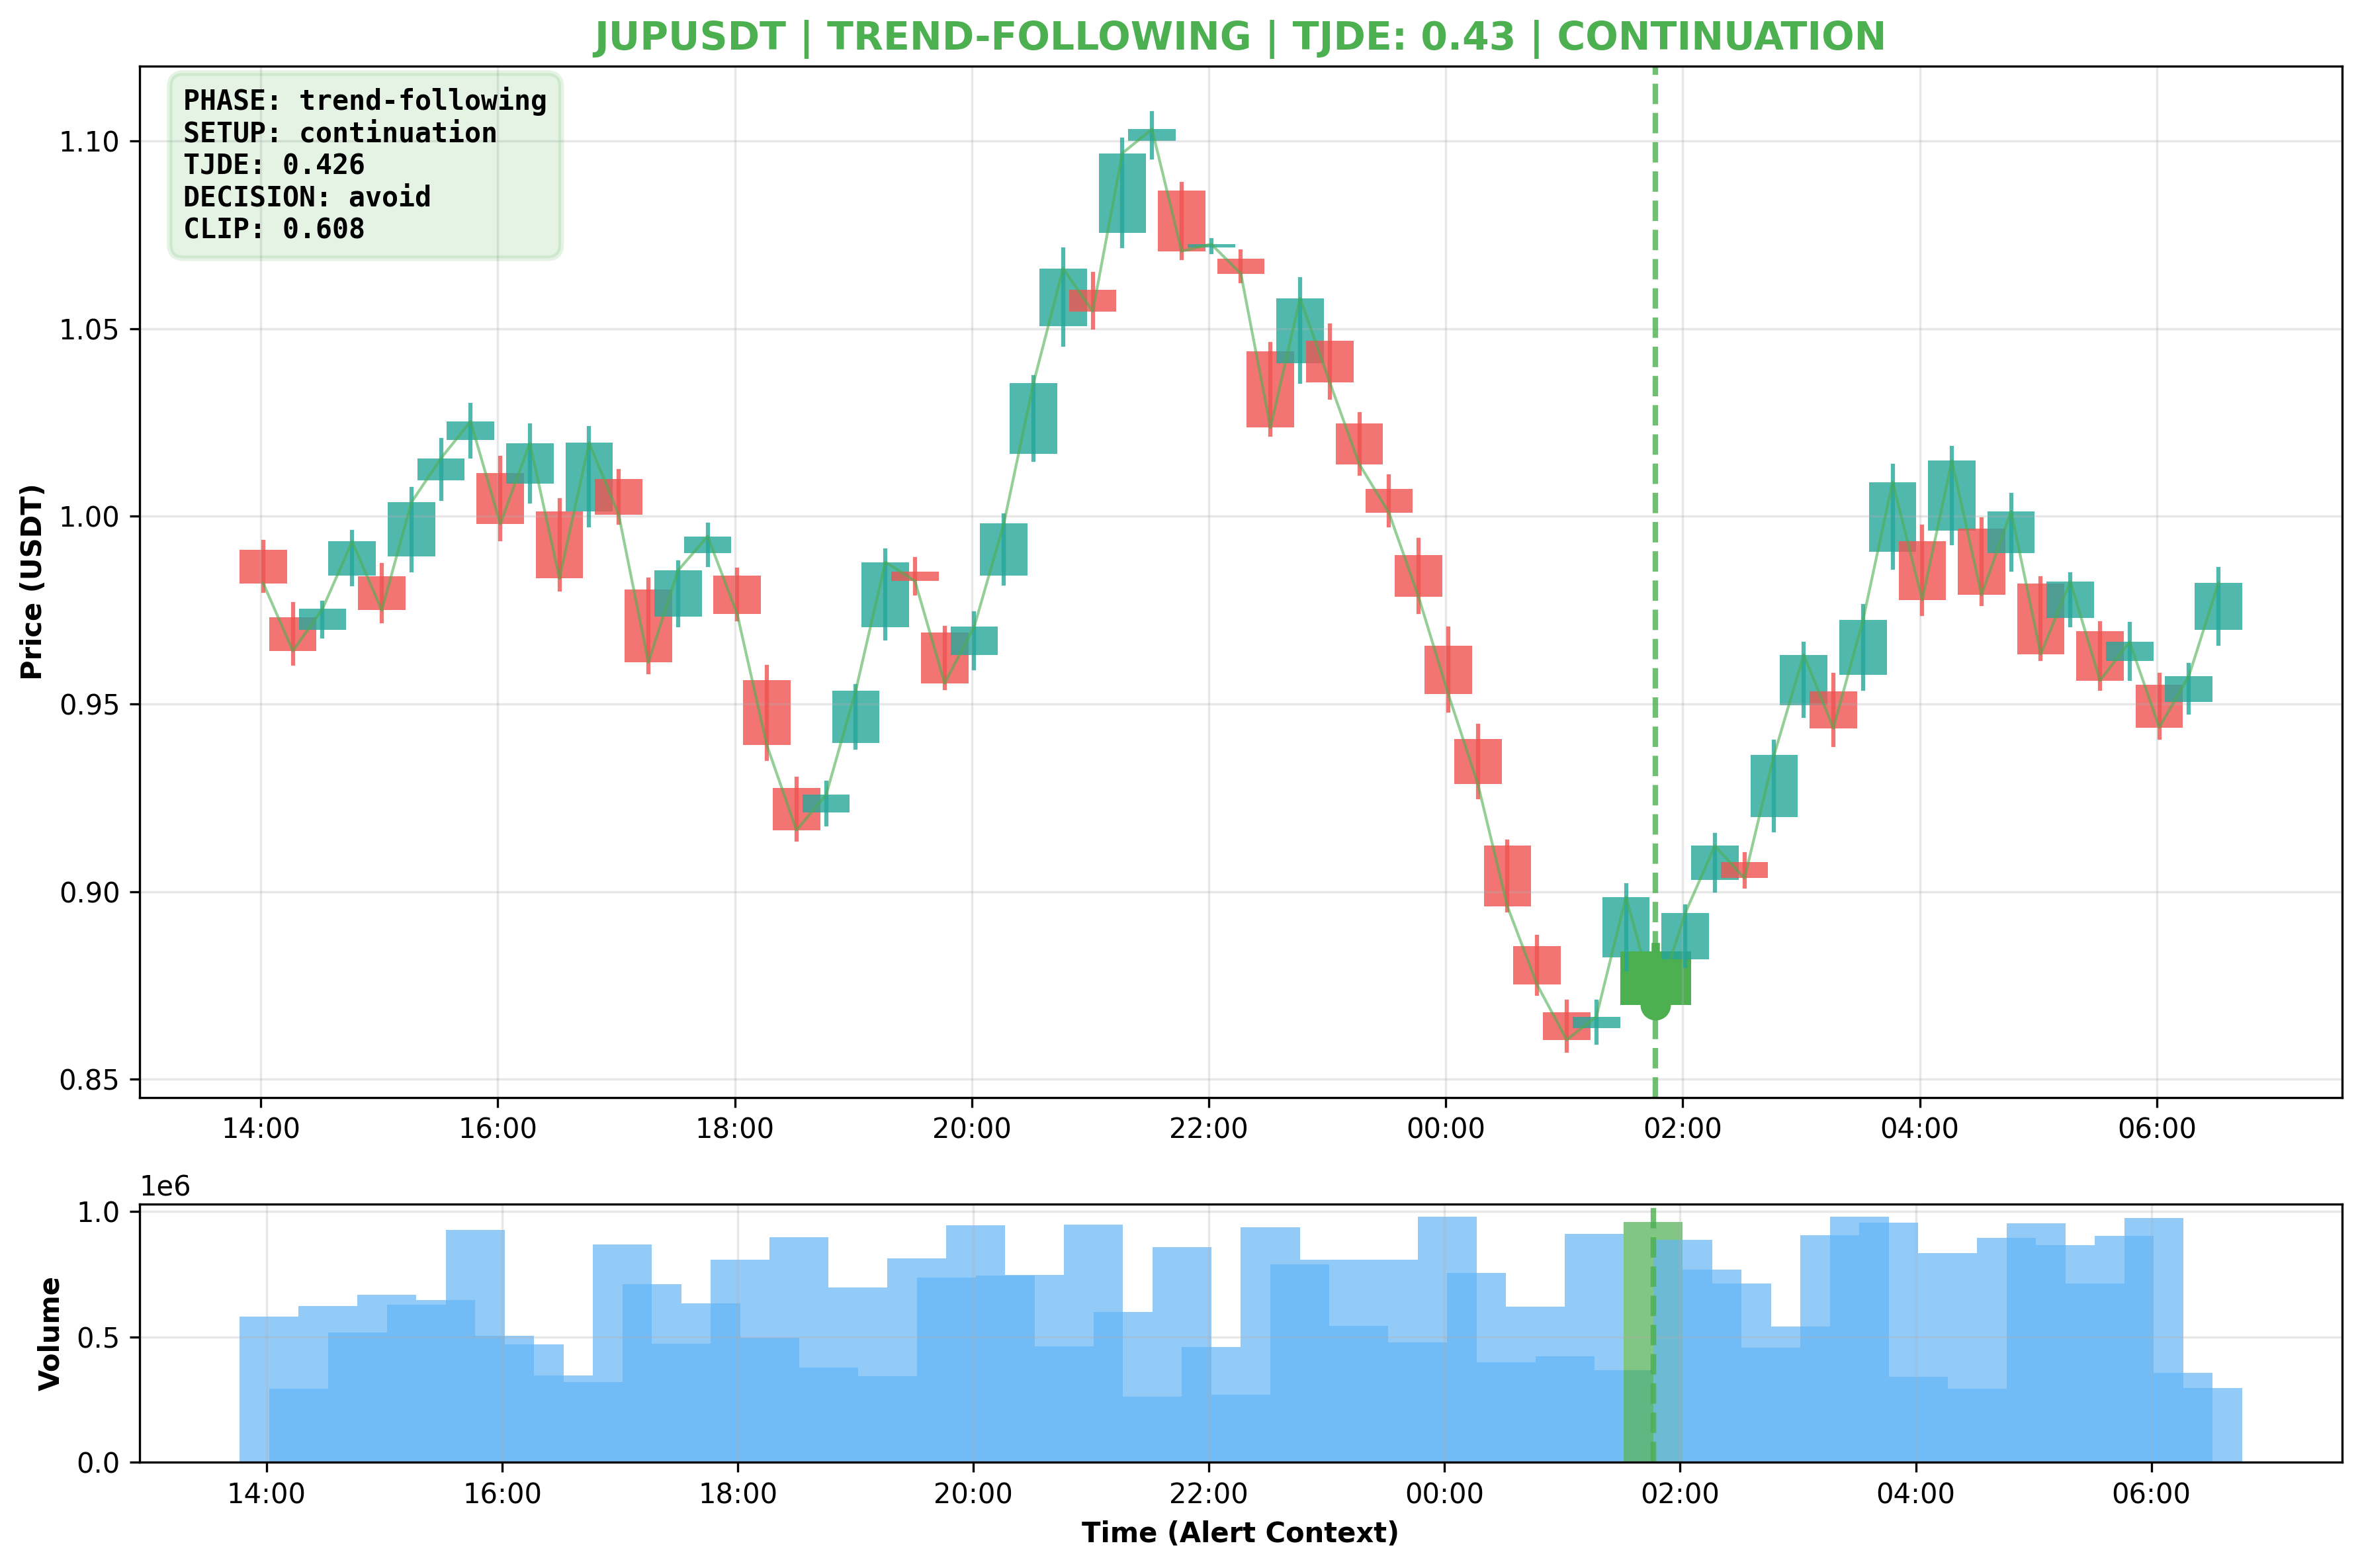 JUPUSDT | TREND-FOLLOWING | TJDE: 0.43 | CONTINUATION
PHASE: trend-following
SETUP: continuation
TJDE: 0.426
DECISION: avoid
CLIP: 0.608
Price (USDT)
1.10
1.05
1.00
0.95
0.90
0.85
14:00 16:00 18:00 20:00 22:00 00:00 02:00 04:00 06:00
1e6
Volume
1.0
0.5
0.0
14:00 16:00 18:00 20:00 22:00 00:00 02:00 04:00 06:00
Time (Alert Context)